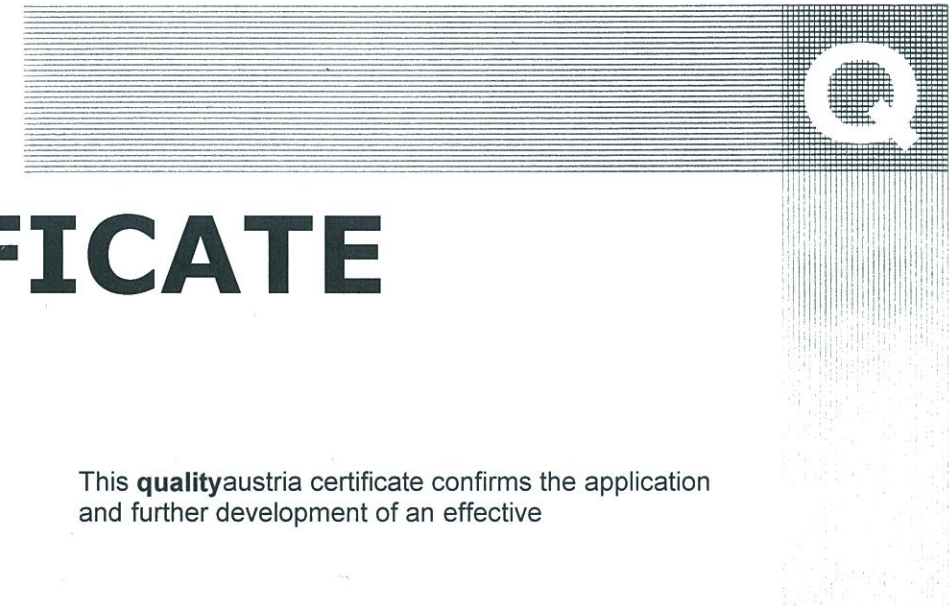 Q
FICATE
This qualityaustria certificate confirms the application
and further development of an effective